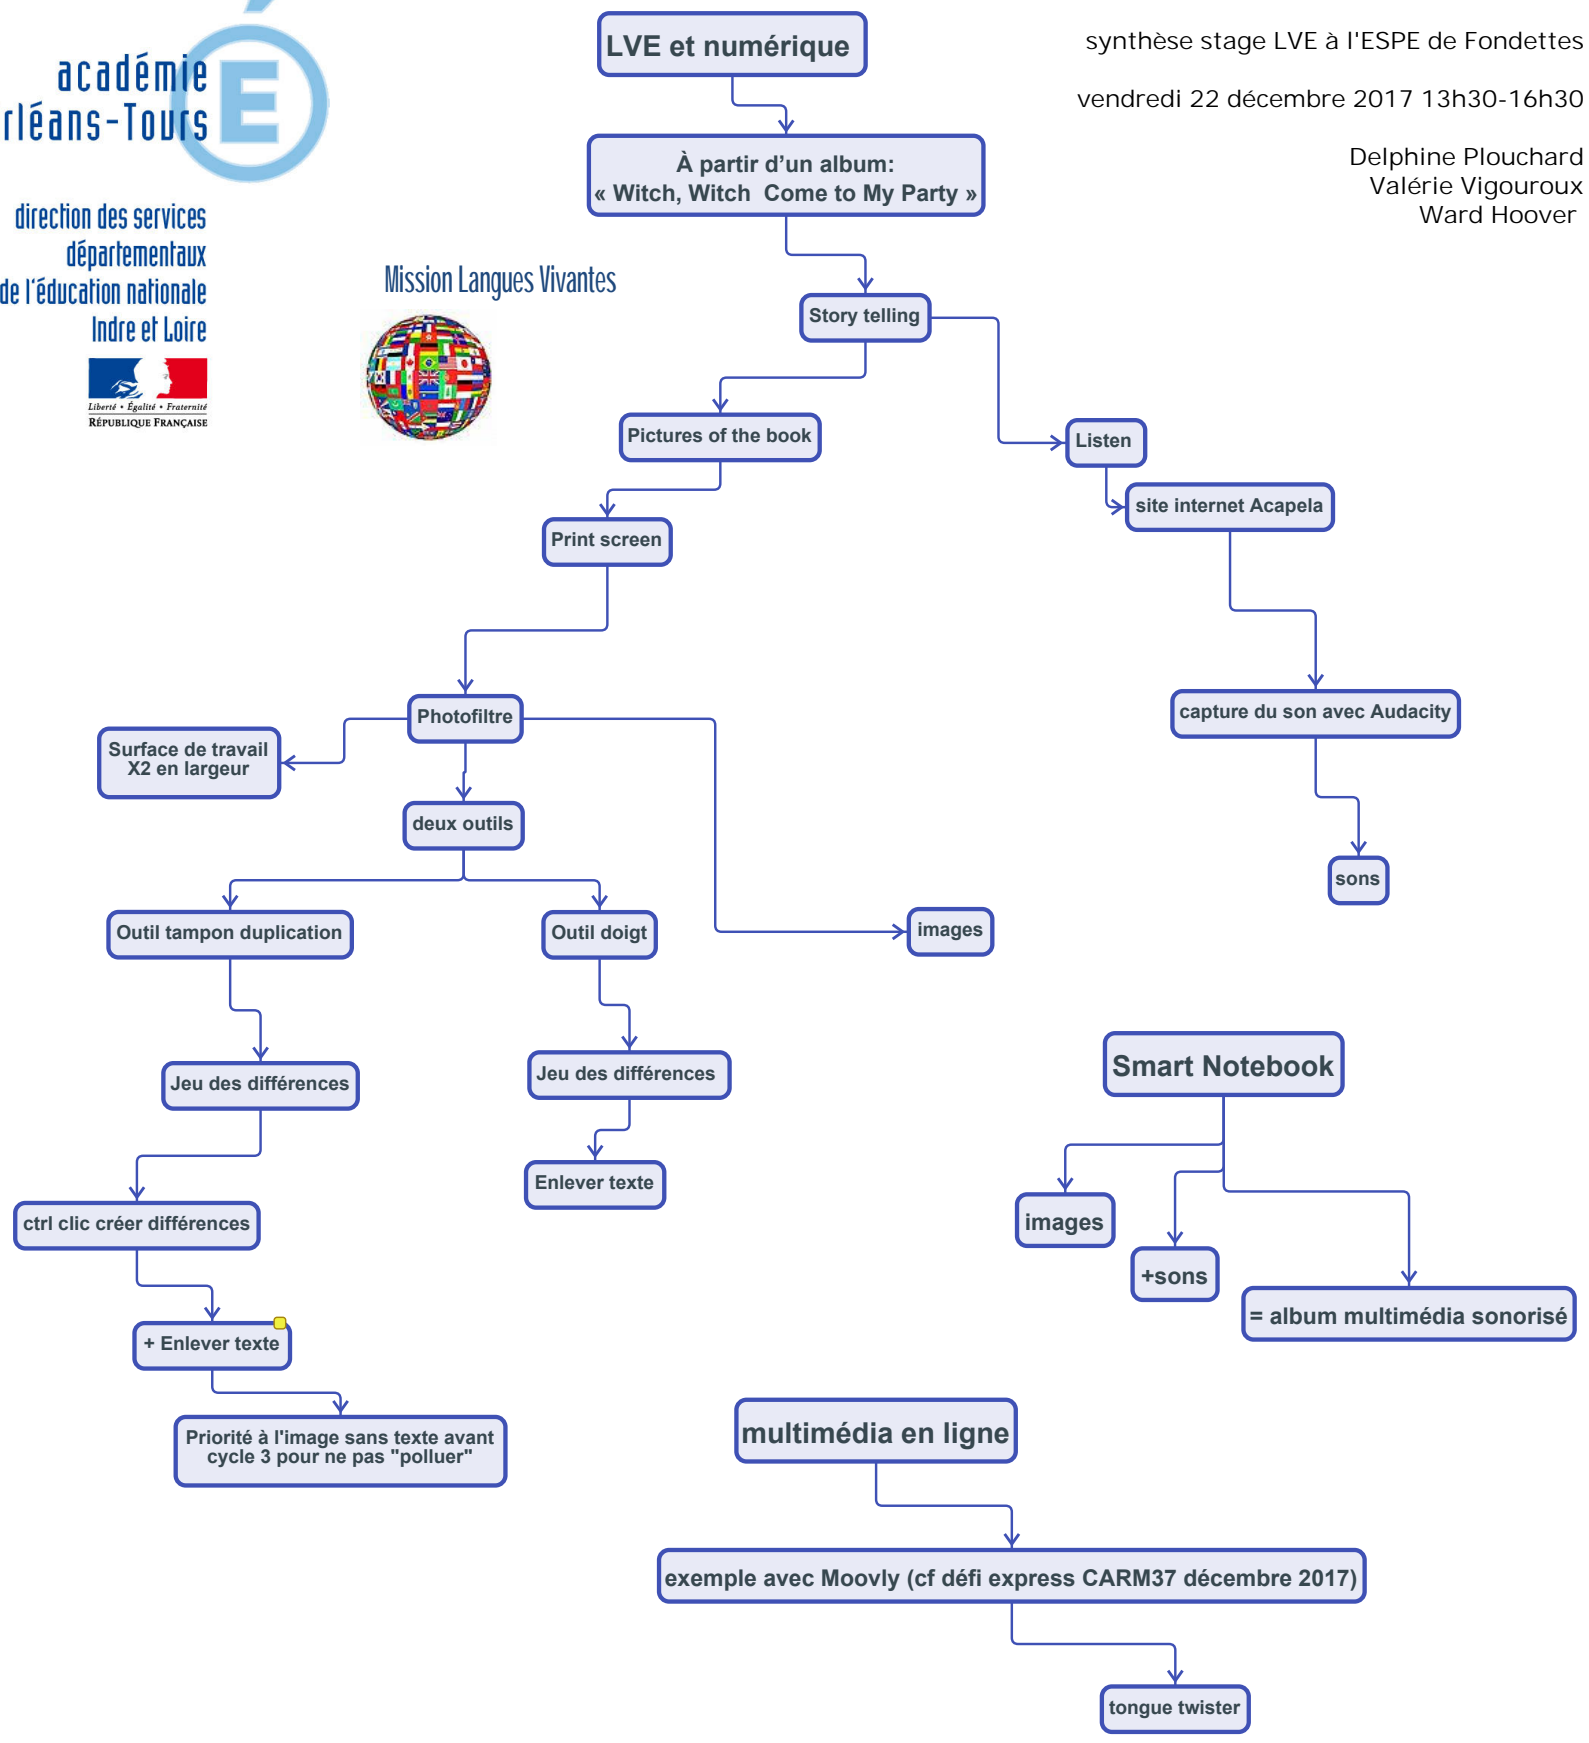 LVE et numérique
synthèse stage LVE à l'ESPE de Fondettes
vendredi 22 décembre 2017 13h30-16h30
Delphine Plouchard
Valérie Vigouroux
Ward Hoover
académie
rléans-Tours
É
direction des services
départementaux
de l'éducation nationale
Indre et Loire
Liberté • Égalité • Fraternité
RÉPUBLIQUE FRANÇAISE
Mission Langues Vivantes
À partir d'un album:
« Witch, Witch Come to My Party »
Story telling
Pictures of the book
Listen
site internet Acapela
Print screen
Photofiltre
capture du son avec Audacity
Surface de travail
X2 en largeur
deux outils
sons
Outil tampon duplication
Outil doigt
images
Jeu des différences
Jeu des différences
Enlever texte
ctrl clic créer différences
+ Enlever texte
Priorité à l'image sans texte avant
cycle 3 pour ne pas "polluer"
Smart Notebook
images
+sons
= album multimédia sonorisé
multimédia en ligne
exemple avec Moovly (cf défi express CARM37 décembre 2017)
tongue twister